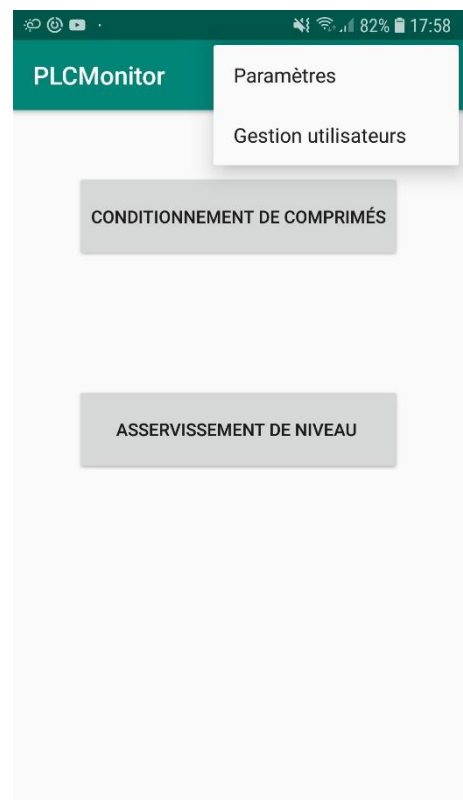 82% 17:58
PLCMonitor
Paramètres
Gestion utilisateurs
CONDITIONNEMENT DE COMPRIMÉS
ASSERVISSEMENT DE NIVEAU